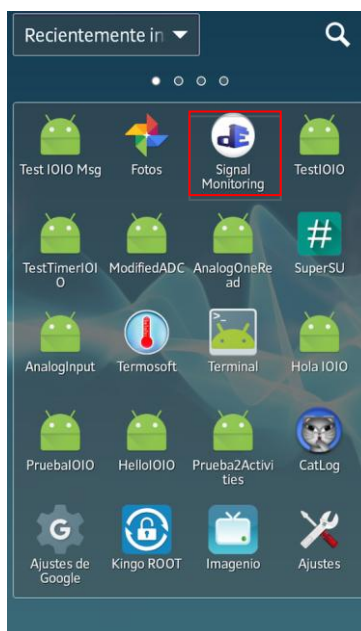 Recientemente in
Test IOIO Msg
Fotos
Signal
Monitoring
TestIOIO
TestTimerIOI
O
ModifiedADC
AnalogOneRe
ad
SuperSU
AnalogInput
Termosoft
Terminal
Hola IOIO
PruebaIOIO
HelloIOIO
Prueba2Activi
ties
CatLog
Ajustes de
Google
Kingo ROOT
Imagenio
Ajustes